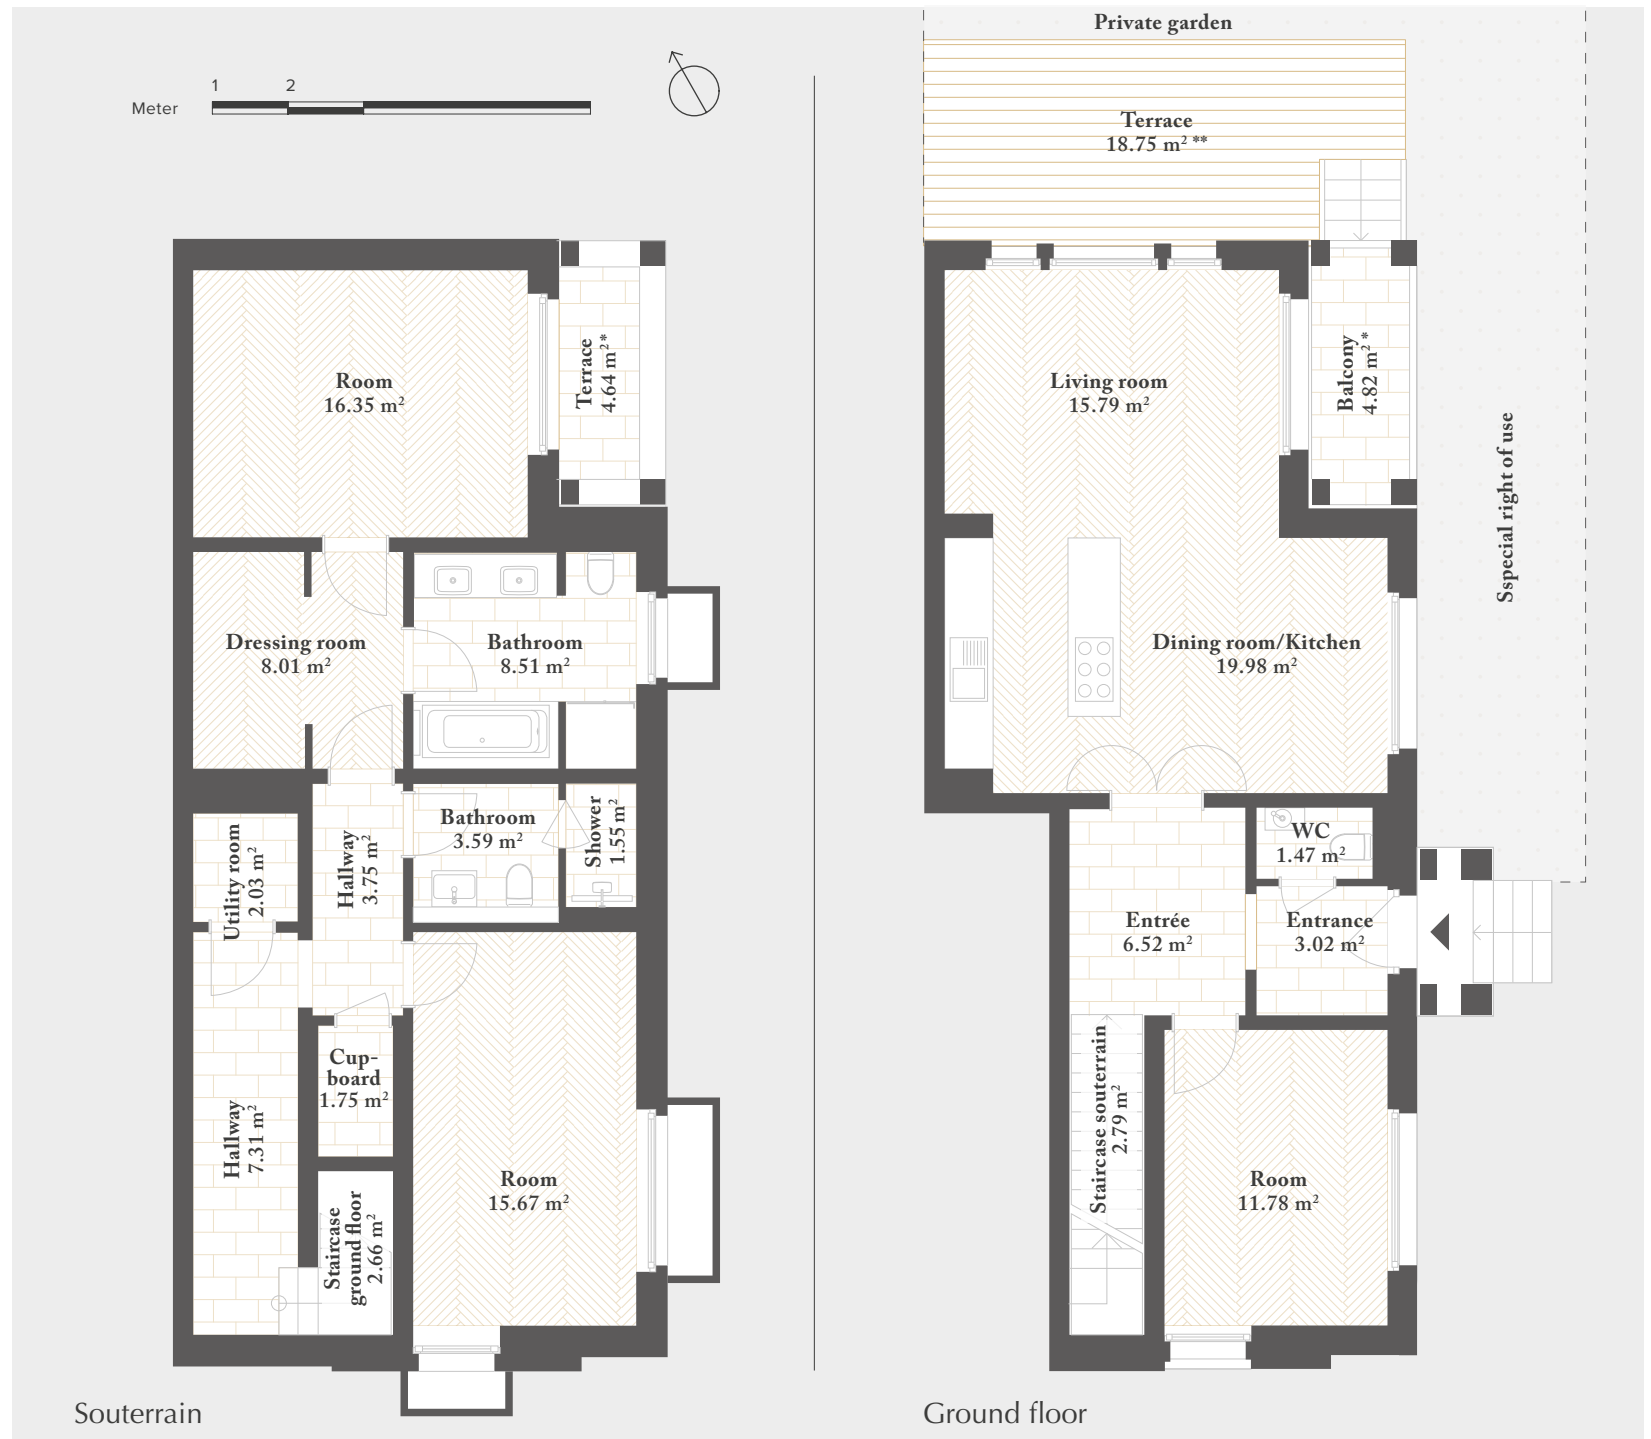 Meter
1
2
Room
16.35 m²
Terrace
4.64 m² *
Dressing room
8.01 m²
Bathroom
8.51 m²
Utility room
2.03 m²
Hallway
3.75 m²
Bathroom
3.59 m²
Shower
1.55 m²
Hallway
7.31 m²
Cup-
board
1.75 m²
Staircase
ground floor
2.66 m²
Room
15.67 m²
Souterrain
Private garden
Terrace
18.75 m² **
Living room
15.79 m²
Balcony
4.82 m² *
Sspecial right of use
Dining room/Kitchen
19.98 m²
WC
1.47 m²
Entrée
6.52 m²
Entrance
3.02 m²
Staircase souterrain
2.79 m²
Room
11.78 m²
Ground floor